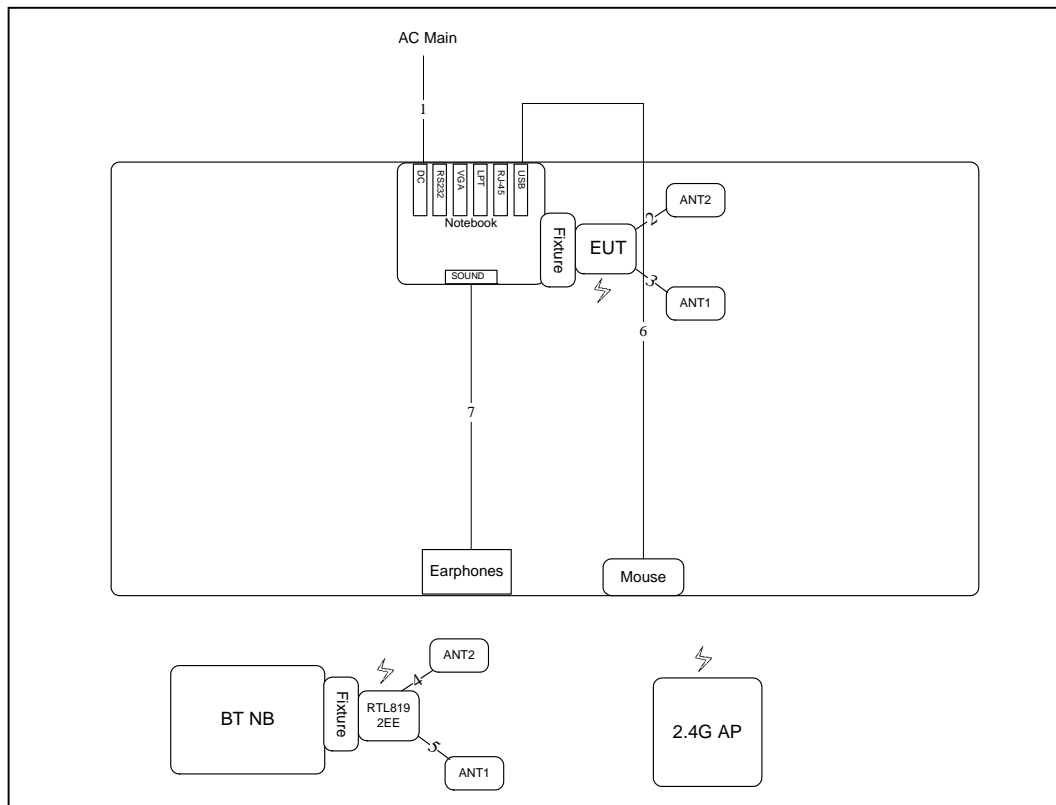 AC Main
1
DC
RS232
VGA
LPT
RJ-45
USB
Notebook
SOUND
Fixture
EUT
2
ANT2
3
ANT1
6
7
Earphones
Mouse
BT NB
Fixture
RTL819
2EE
4
ANT2
5
ANT1
2.4G AP